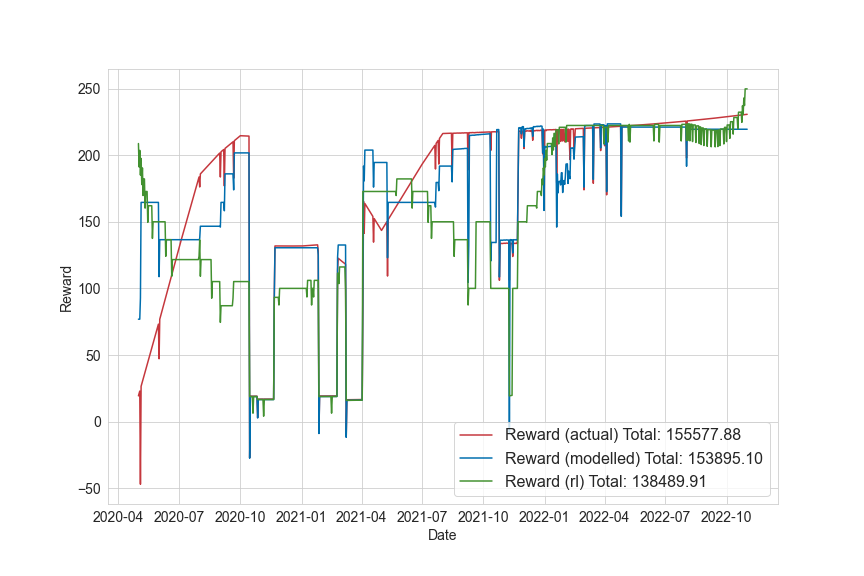 250
200
150
100
50
0
−50
Reward
2020-04 2020-07 2020-10 2021-01 2021-04 2021-07 2021-10 2022-01 2022-04 2022-07 2022-10
Date
Reward (actual) Total: 155577.88
Reward (modelled) Total: 153895.10
Reward (rl) Total: 138489.91